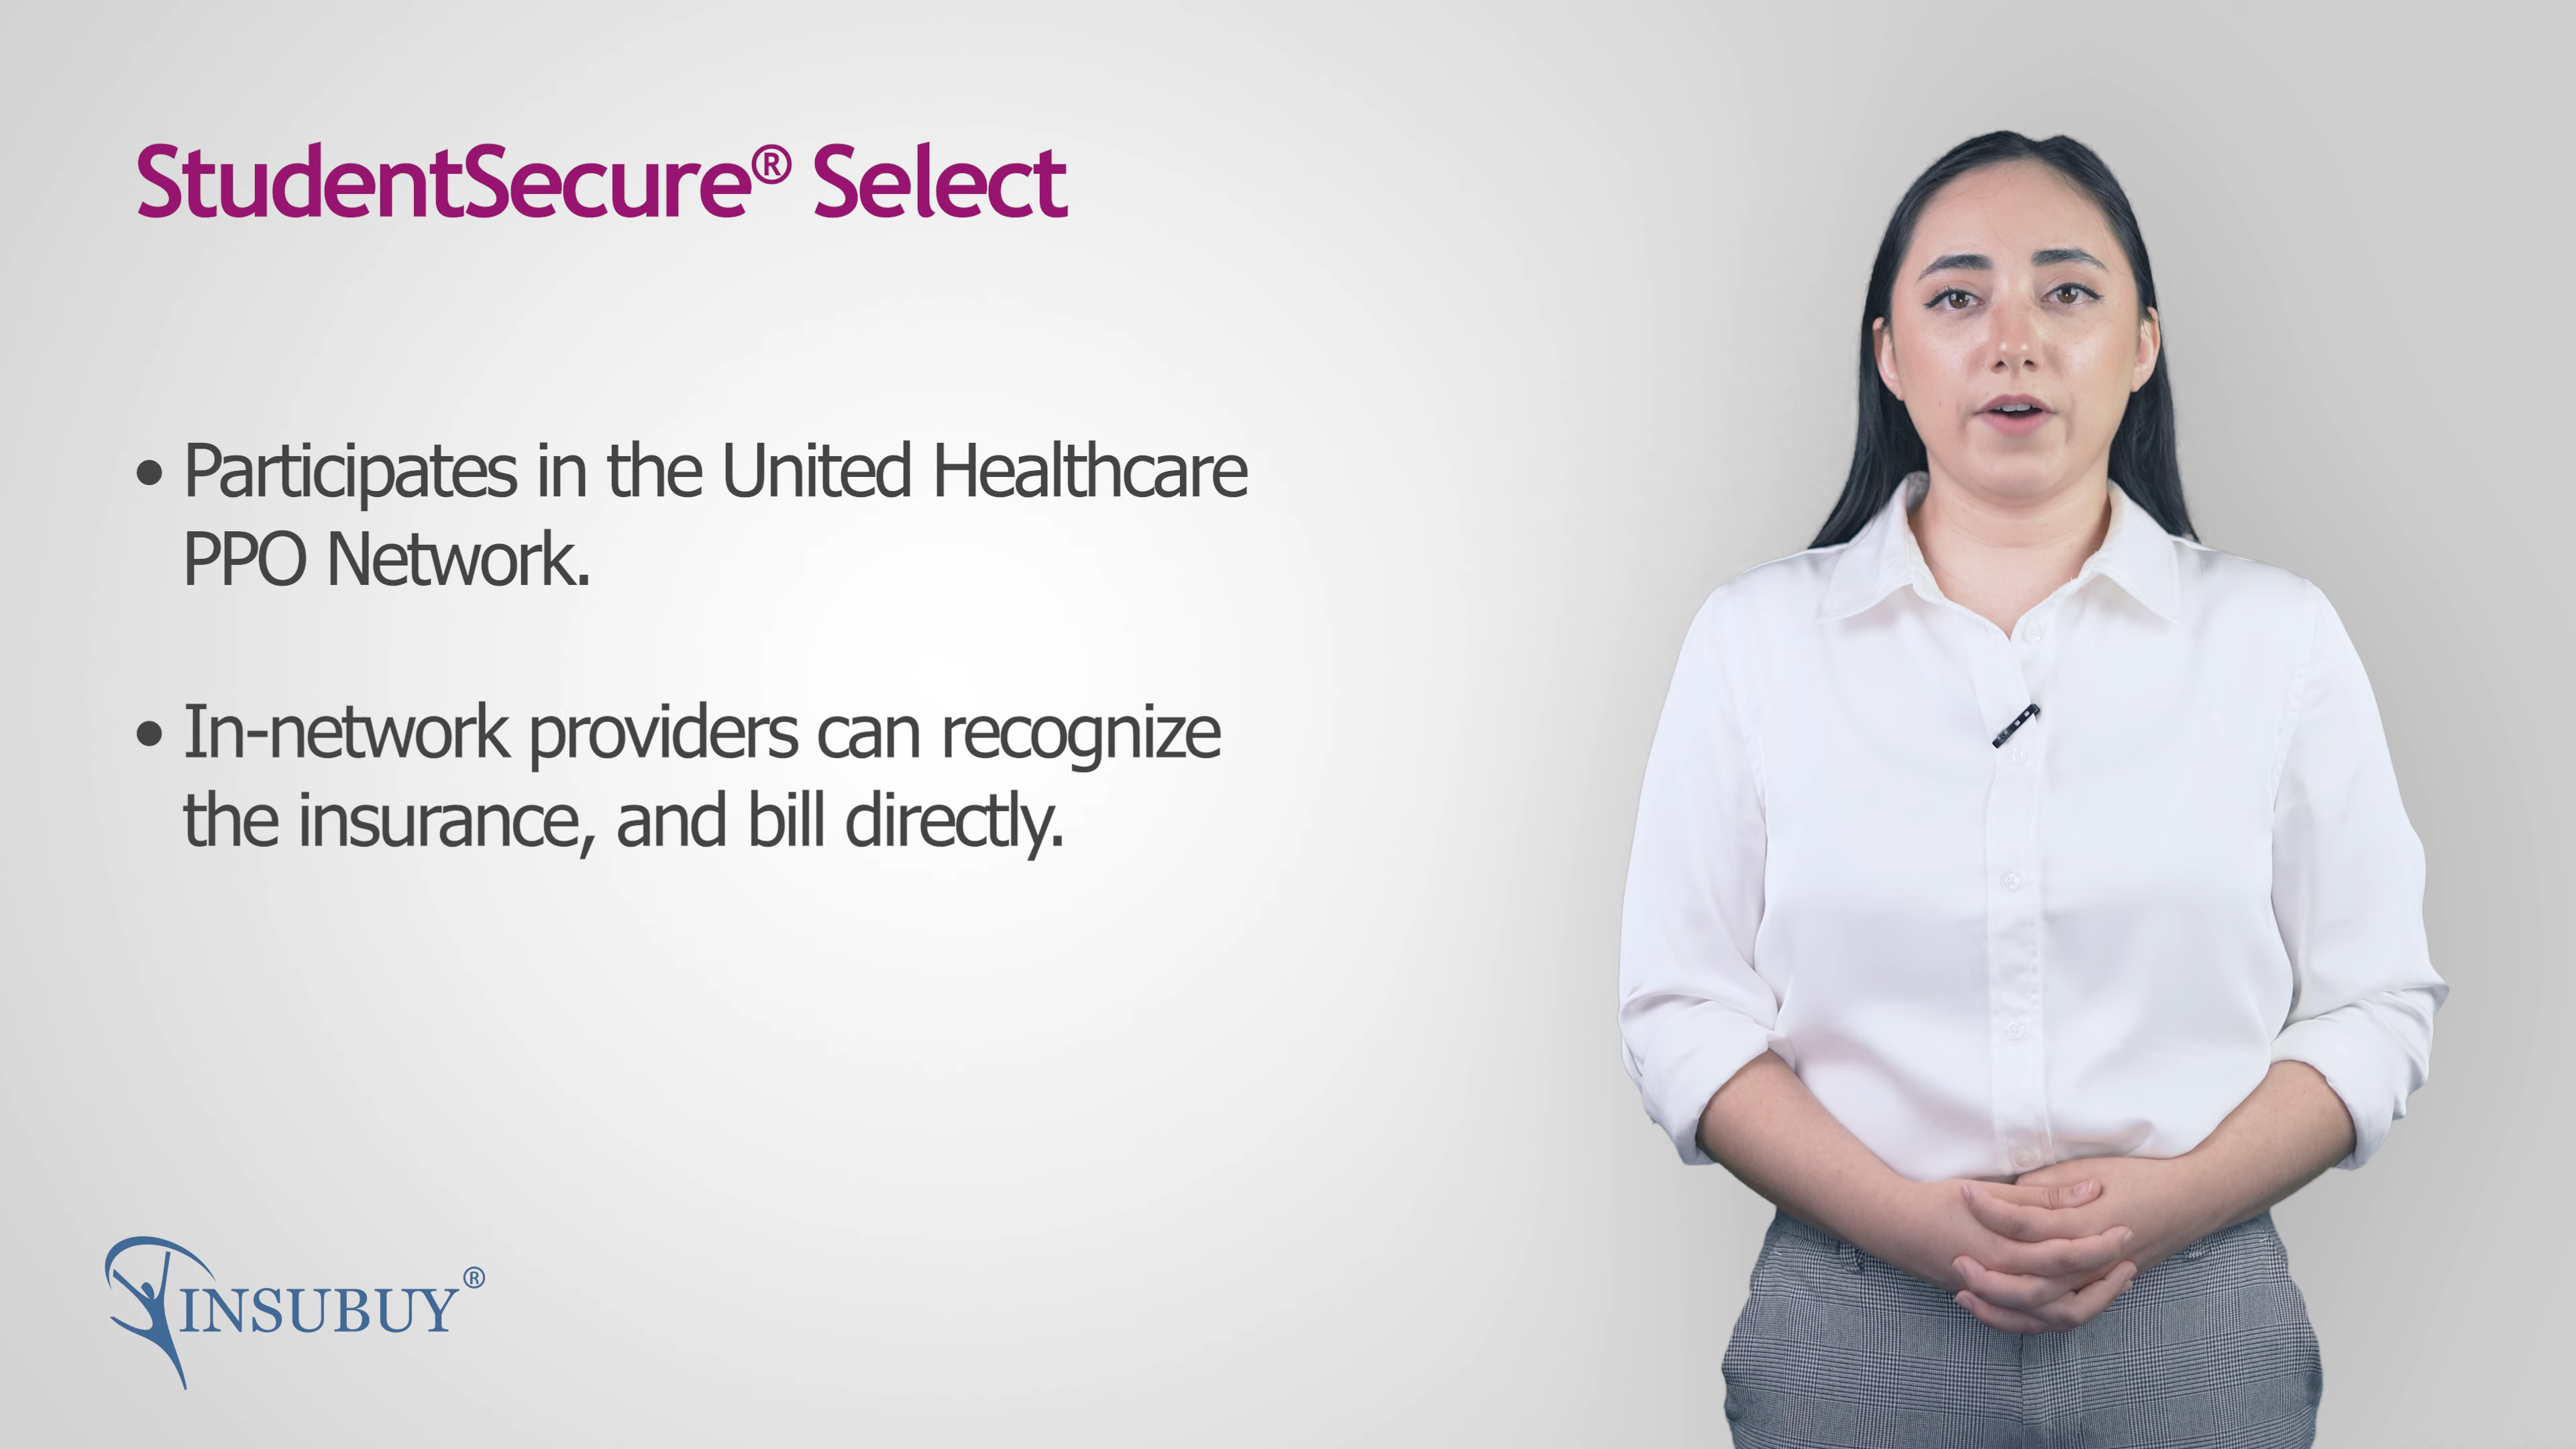 StudentSecure® Select
• Participates in the United Healthcare
PPO Network.
• In-network providers can recognize
the insurance, and bill directly.
INSUBUY®